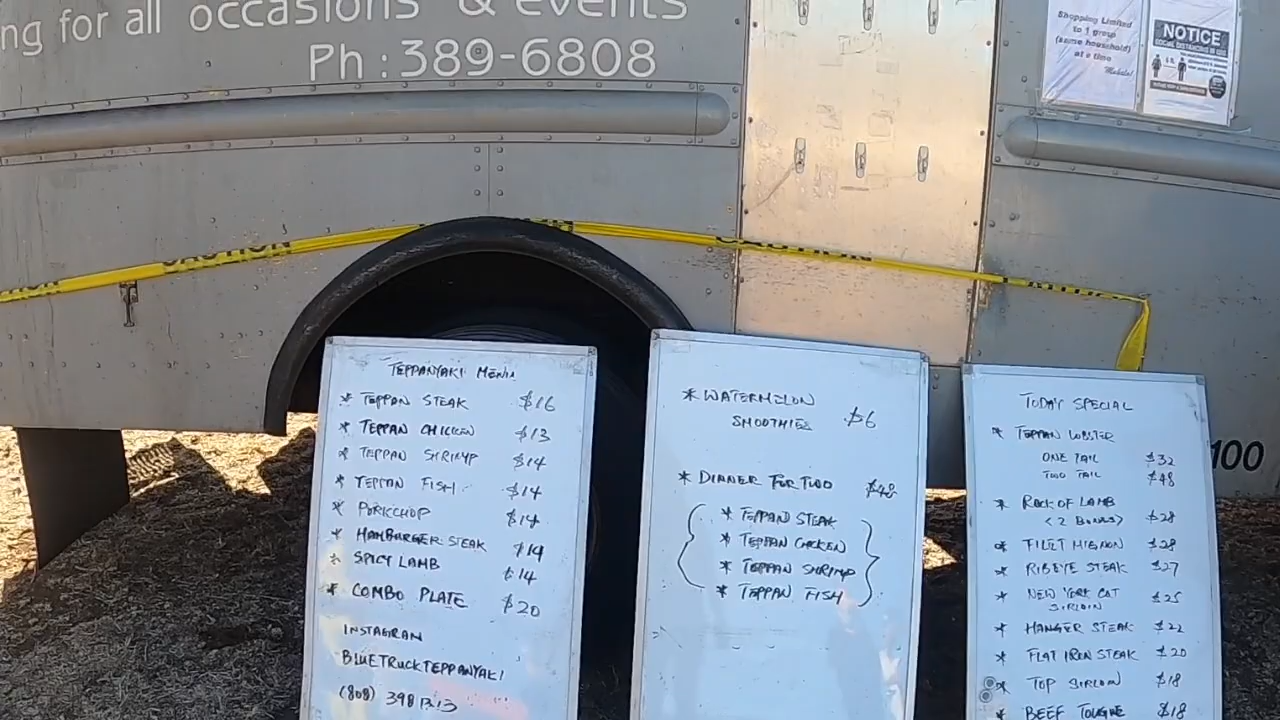 ng for all occasions & events
Ph : 389-6808
Shopping Limited
to 1 group
(same household)
at a time
Mahalo!
NOTICE
CAUTION
TEPPANYAKI MENU
* TEPPAN STEAK $16
* TEPPAN CHICKEN $13
* TEPPAN SHRIMP $14
* TEPPAN FISH $14
* PORKCHOP $14
* HAMBURGER STEAK $14
* SPICY LAMB $14
* COMBO PLATE $20
INSTAGRAM
BLUETRUCKTEPPANYAKI
(808)
* WATERMELON
SMOOTHIES $6
* DINNER FOR TWO $48
* TEPPAN STEAK
* TEPPAN CHICKEN
* TEPPAN SHRIMP
* TEPPAN FISH
TODAY SPECIAL
* TEPPAN LOBSTER
ONE TAIL $32
TWO TAIL $48
* RACK OF LAMB $28
<2 BONES>
* FILET MIGNON $28
* RIBEYE STEAK $27
* NEW YORK CUT $25
SIRLOIN
* HANGER STEAK $22
* FLAT IRON STEAK $20
* TOP SIRLOIN $18
* BEEF TONGUE $18
100